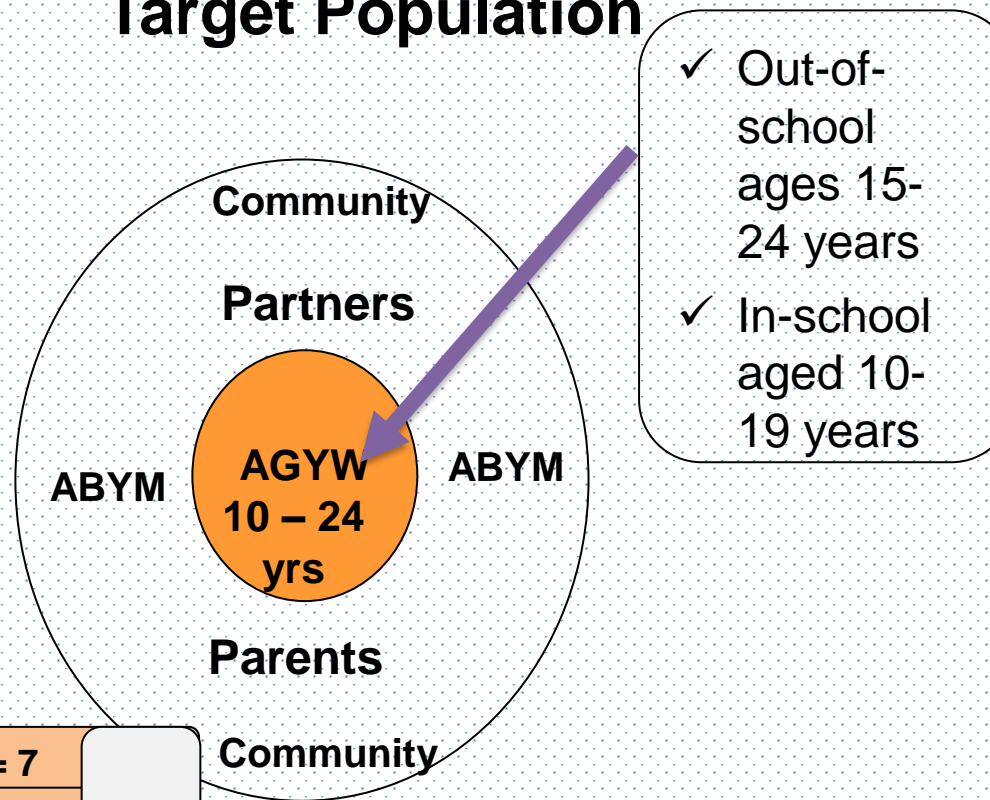 Target Population
✓ Out-of-
school
ages 15-
24 years
✓ In-school
aged 10-
19 years
Community
Partners
ABYM
AGYW
10 – 24
yrs
ABYM
Parents
Community
= 7